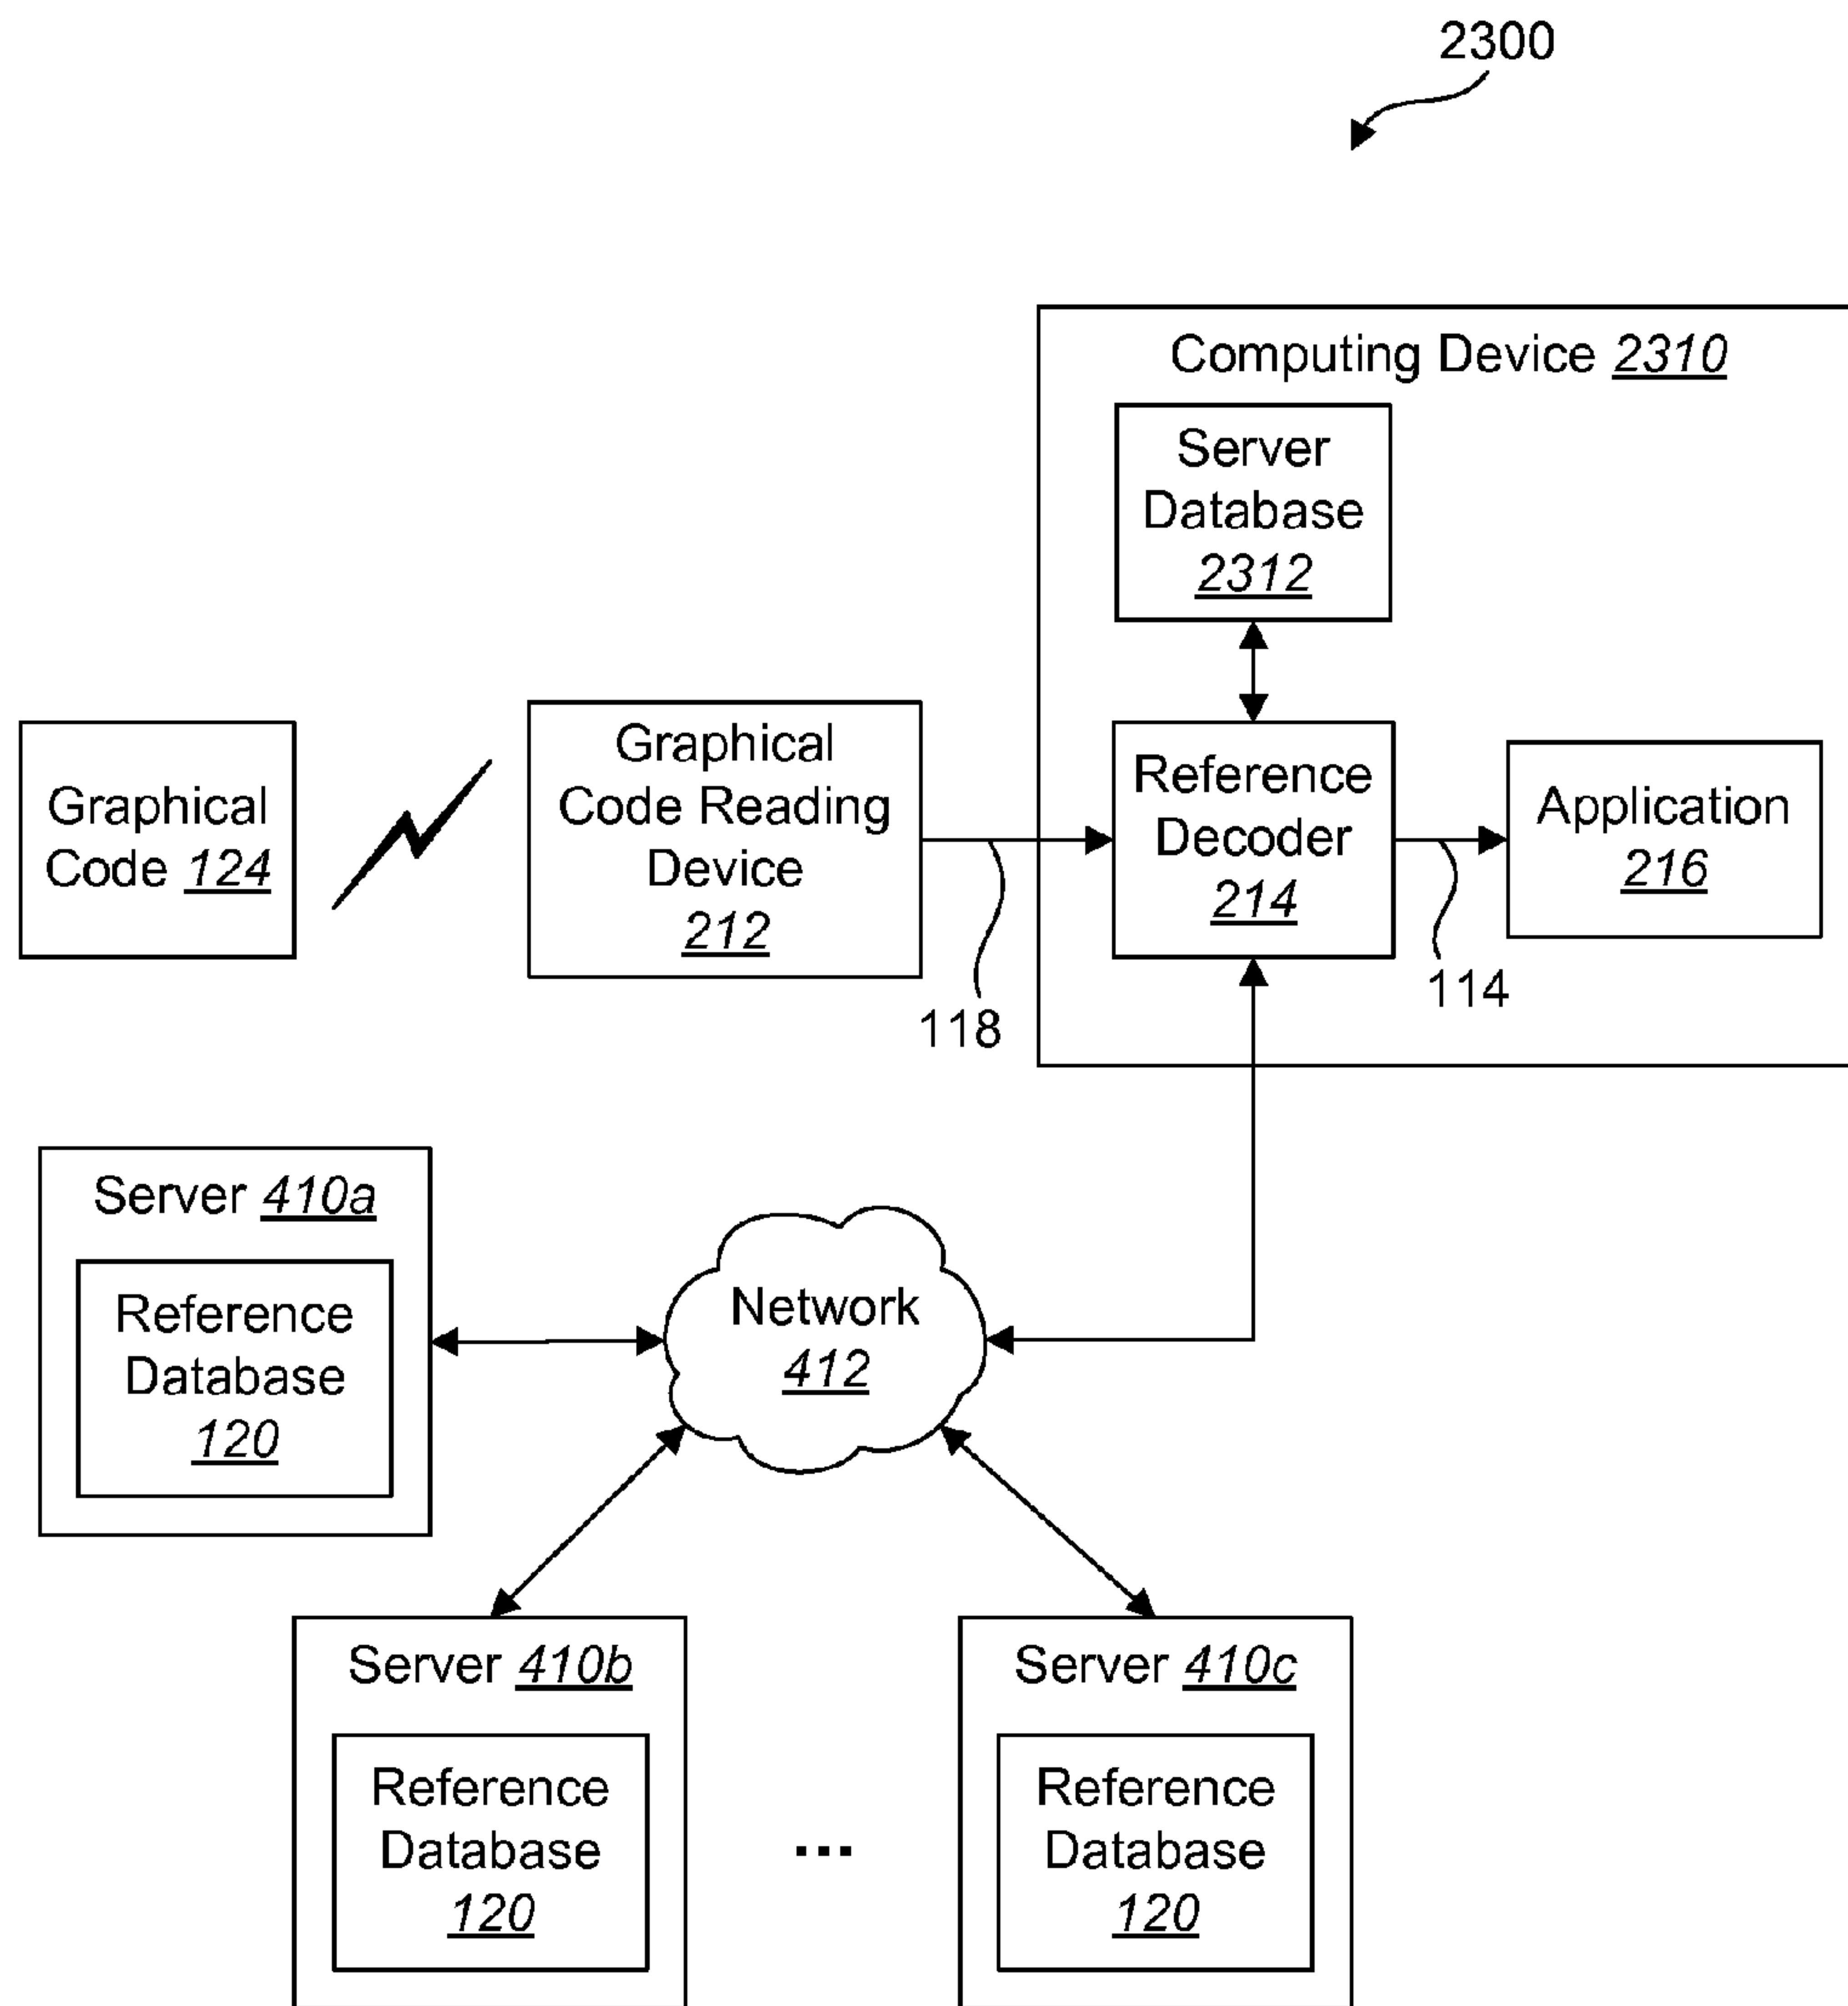 2300
Computing Device 2310
Server
Database
2312
Graphical
Code 124
Graphical
Code Reading
Device
212
Reference
Decoder
214
Application
216
118
114
Server 410a
Reference
Database
120
Network
412
Server 410b
Reference
Database
120
...
Server 410c
Reference
Database
120